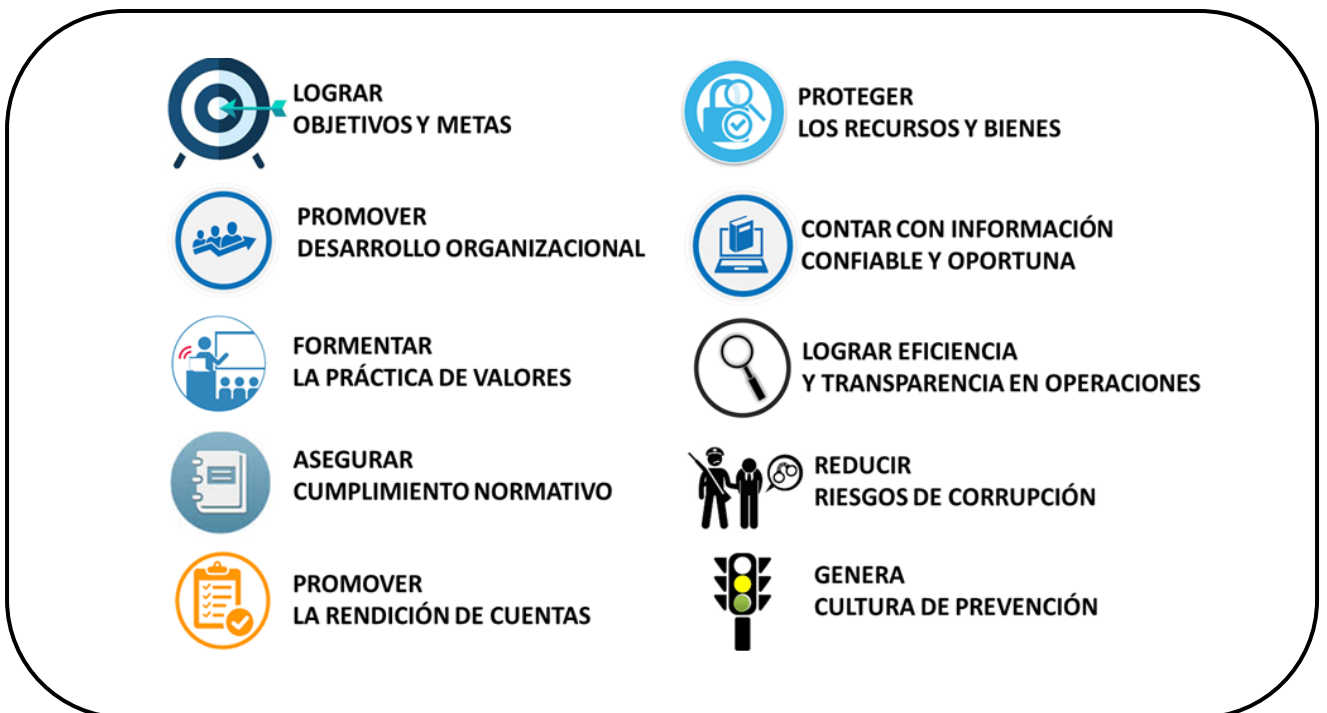 LOGRAR
OBJETIVOS Y METAS
PROMOVER
DESARROLLO ORGANIZACIONAL
FORMENTAR
LA PRÁCTICA DE VALORES
ASEGURAR
CUMPLIMIENTO NORMATIVO
PROMOVER
LA RENDICIÓN DE CUENTAS
PROTEGER
LOS RECURSOS Y BIENES
CONTAR CON INFORMACIÓN
CONFIABLE Y OPORTUNA
LOGRAR EFICIENCIA
Y TRANSPARENCIA EN OPERACIONES
REDUCIR
RIESGOS DE CORRUPCIÓN
GENERA
CULTURA DE PREVENCIÓN